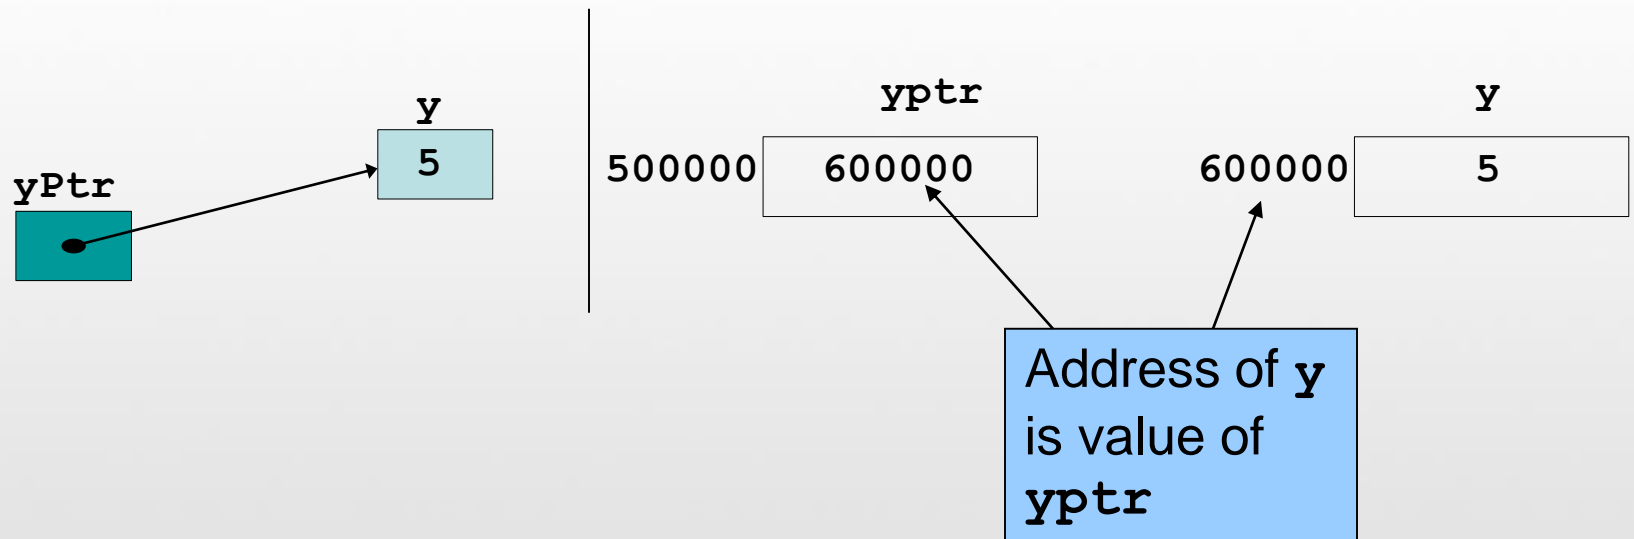 y
5
yPtr
yptr
y
500000 600000
600000 5
Address of y
is value of
yptr